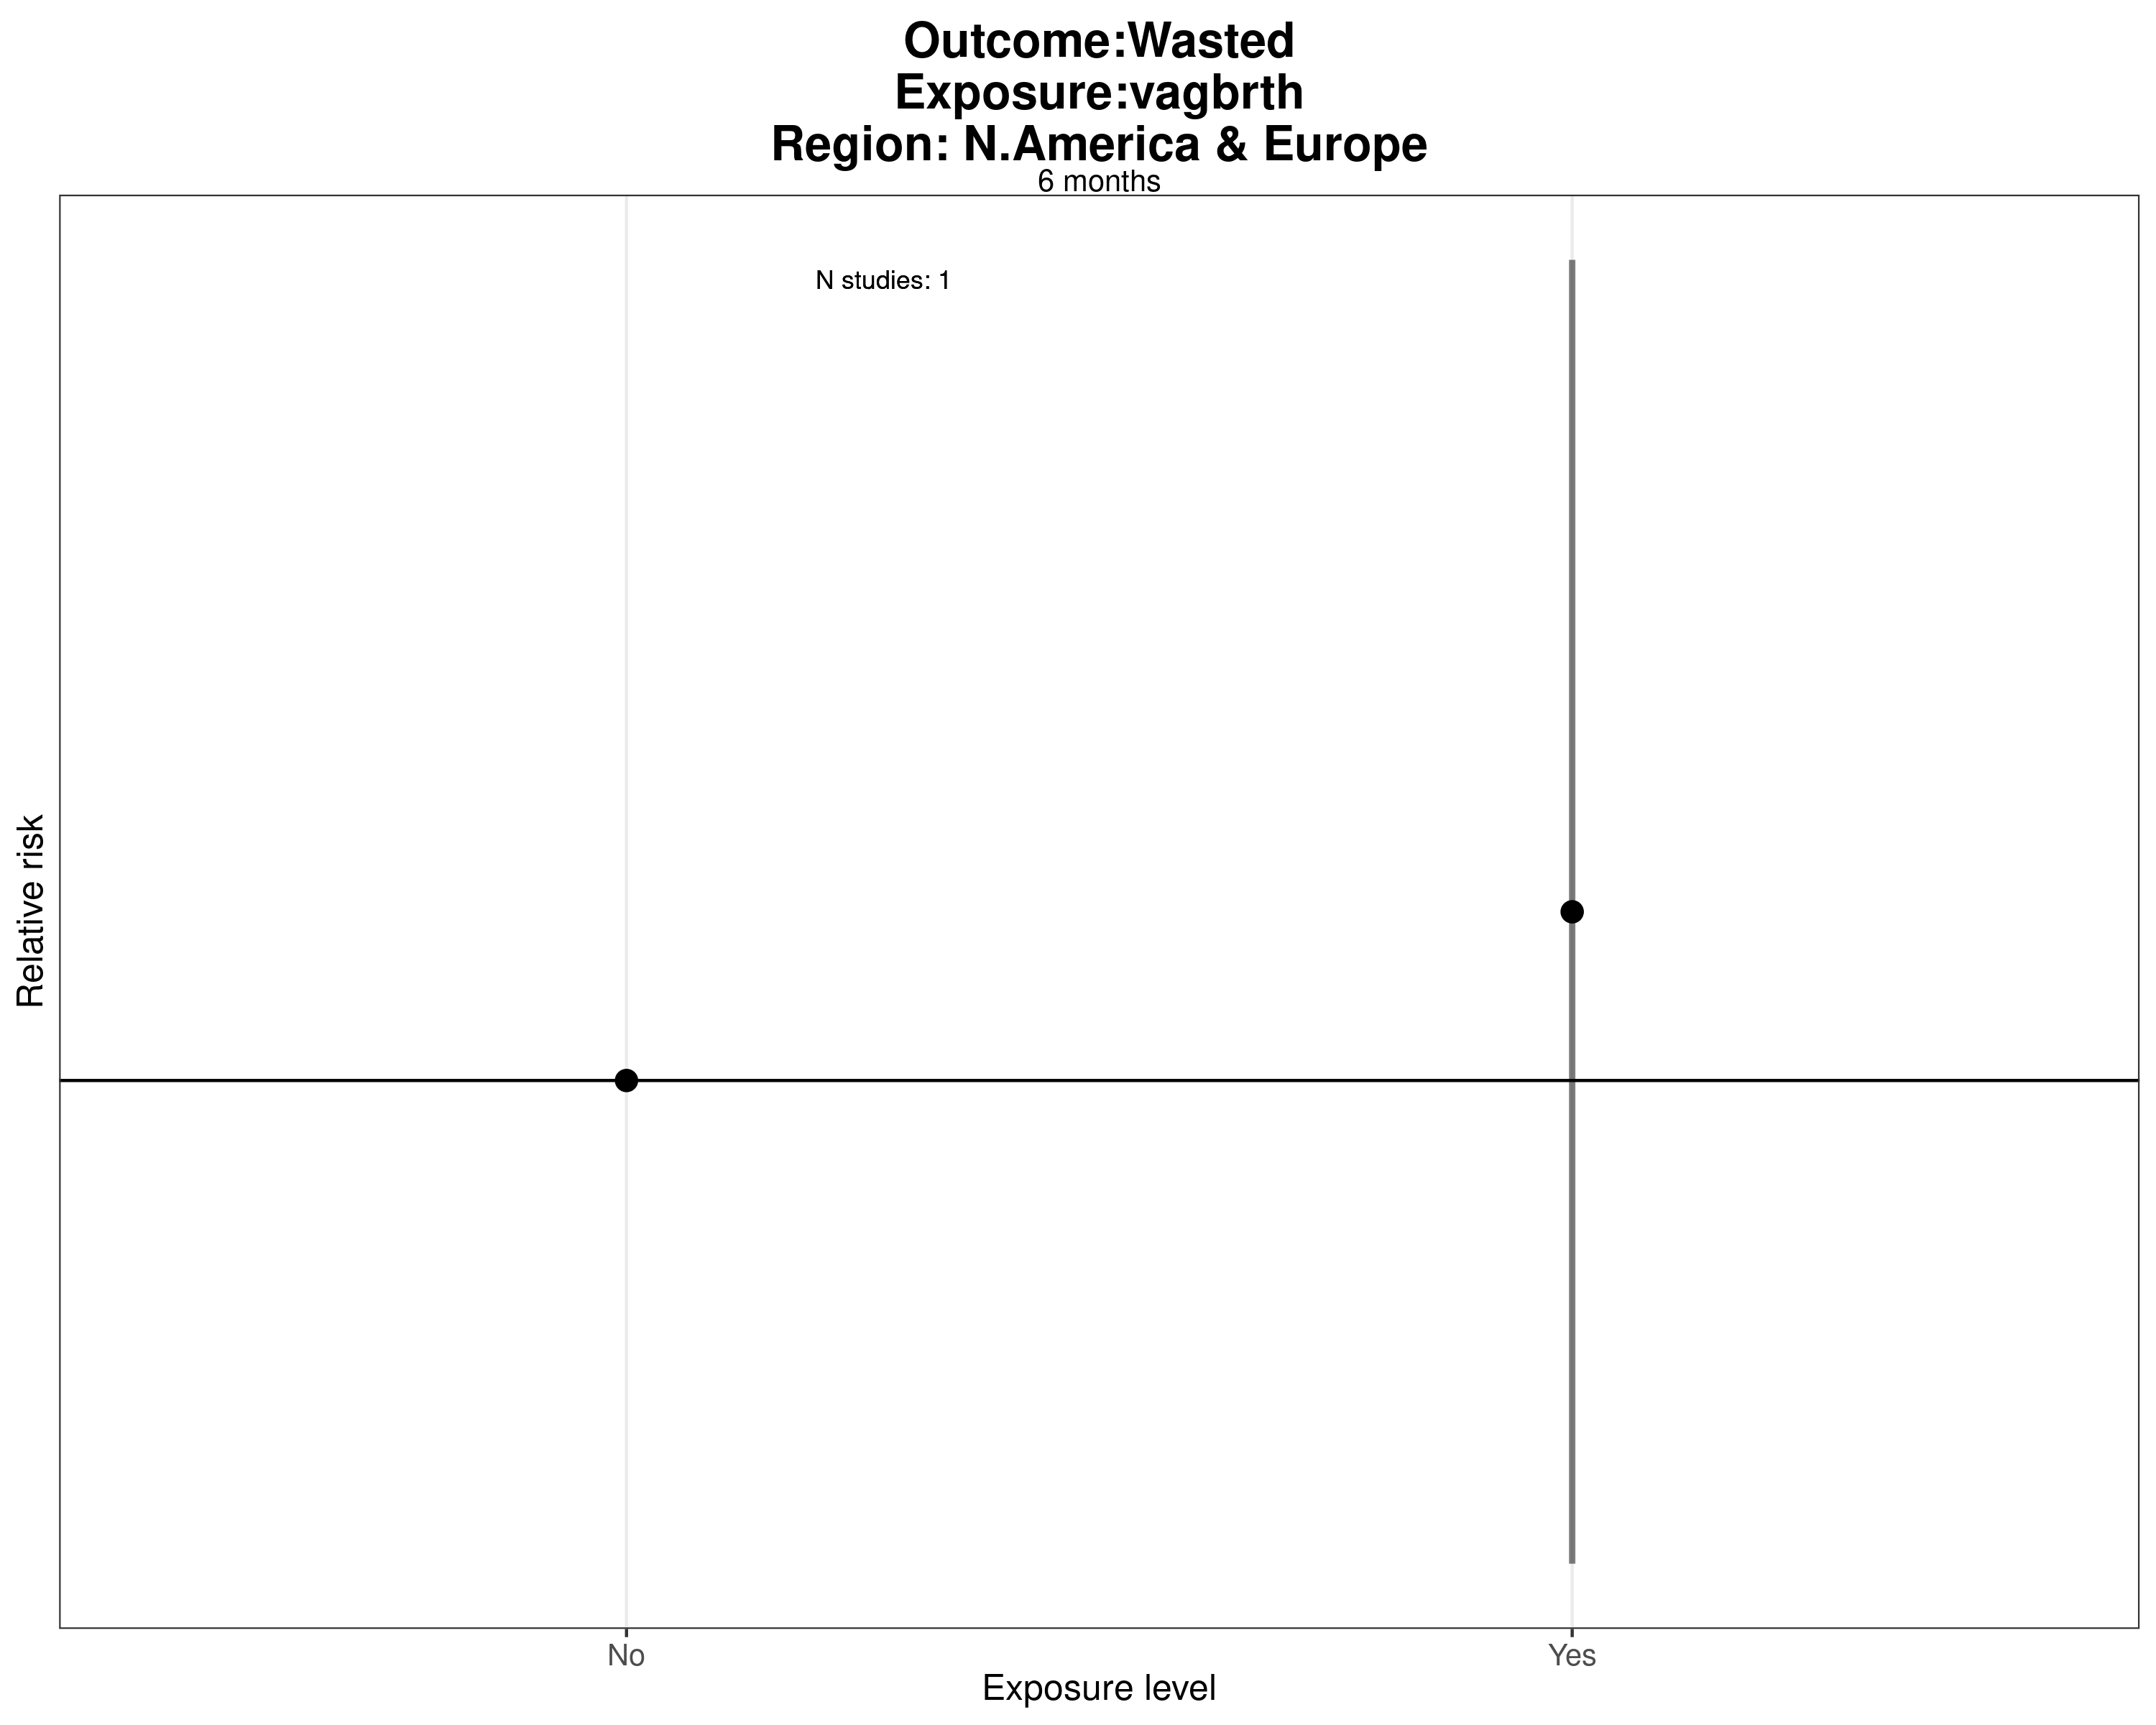 Outcome:Wasted
Exposure:vagbrth
Region: N.America & Europe
6 months
N studies: 1
Relative risk
No
Yes
Exposure level